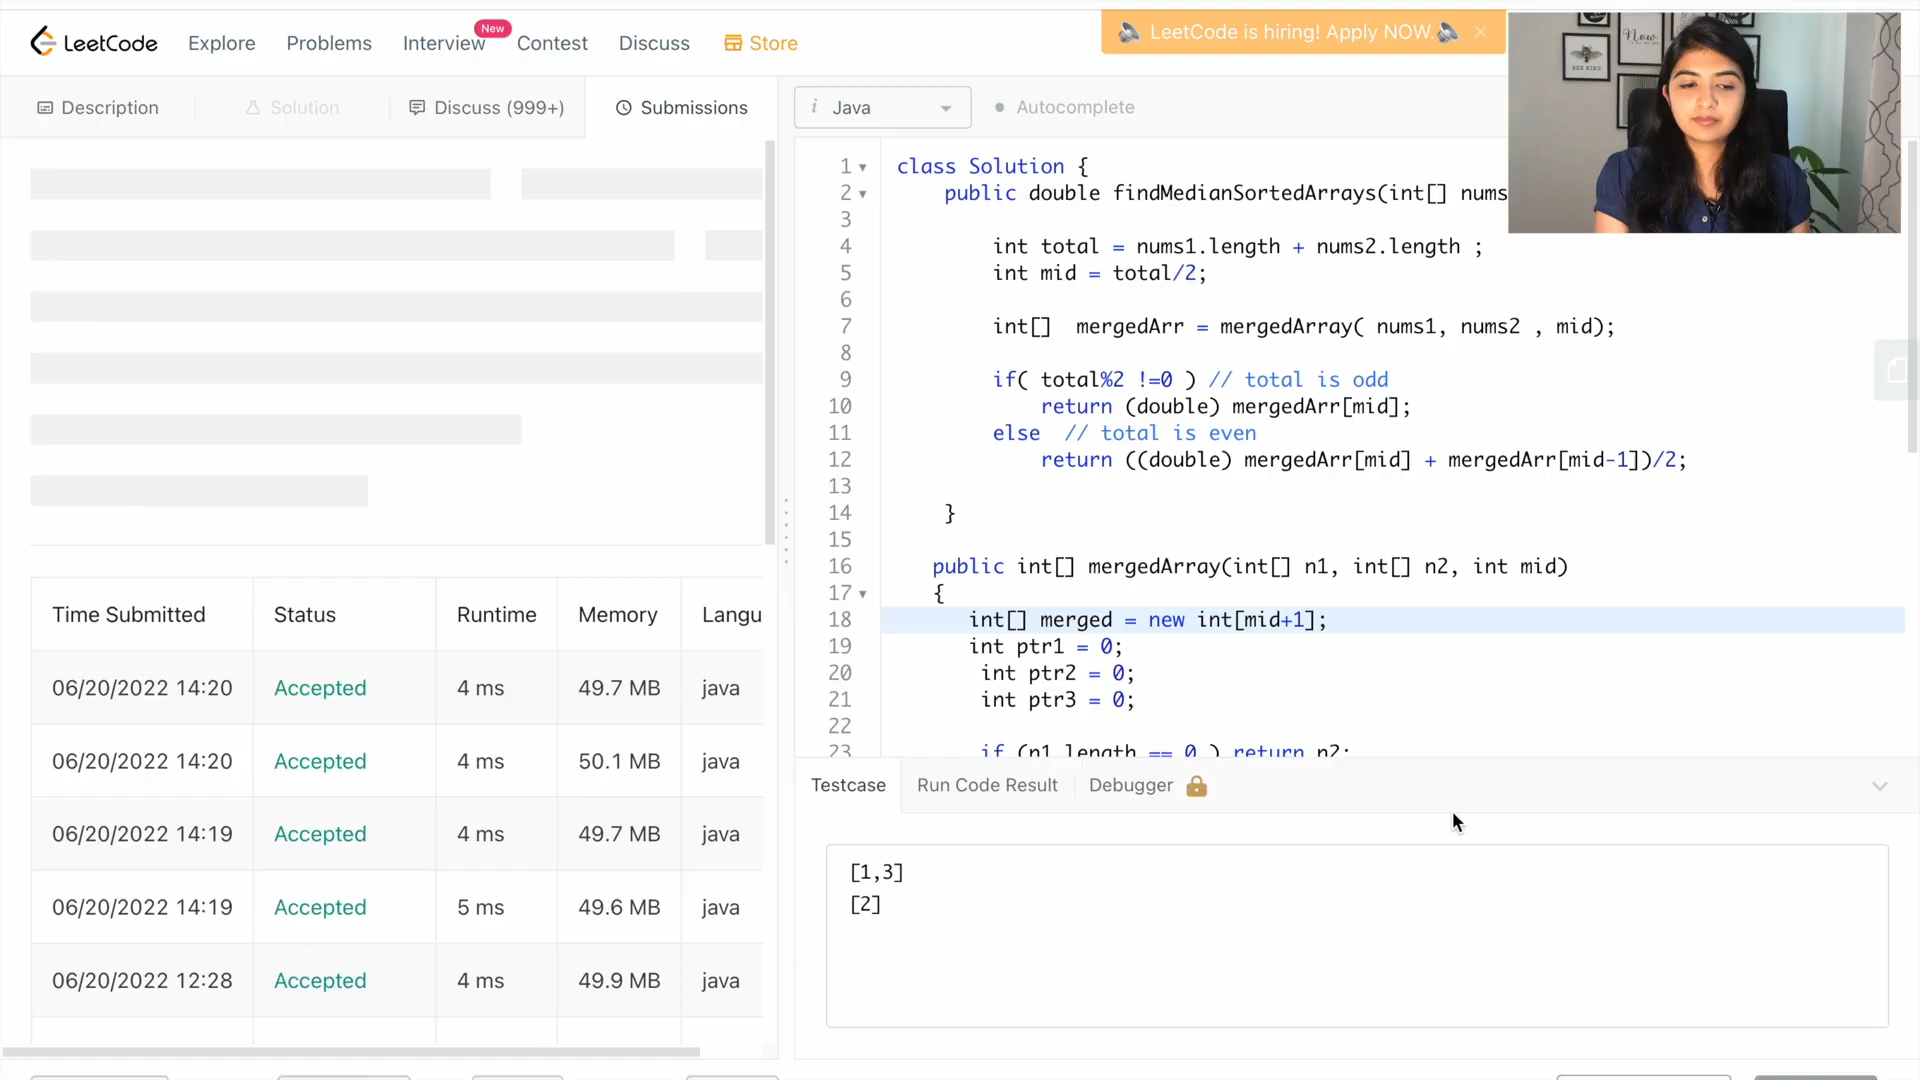 LeetCode
Explore
Problems
Interview
New
Contest
Discuss
Store
LeetCode is hiring! Apply NOW.
Description
Solution
Discuss (999+)
Submissions
i Java
Autocomplete
1 class Solution {
2 public double findMedianSortedArrays(int[] nums
3
4 int total = nums1.length + nums2.length ;
5 int mid = total/2;
6
7 int[]  mergedArr = mergedArray( nums1, nums2 , mid);
8
9 if( total%2 !=0 ) // total is odd
10 return (double) mergedArr[mid];
11 else  // total is even
12 return ((double) mergedArr[mid] + mergedArr[mid-1])/2;
13
14 }
15
16 public int[] mergedArray(int[] n1, int[] n2, int mid)
17 {
18 int[] merged = new int[mid+1];
19 int ptr1 = 0;
20 int ptr2 = 0;
21 int ptr3 = 0;
22
23 if (n1.length == 0 ) return n2;
Time Submitted Status Runtime Memory Langu
06/20/2022 14:20 Accepted 4 ms 49.7 MB java
06/20/2022 14:20 Accepted 4 ms 50.1 MB java
06/20/2022 14:19 Accepted 4 ms 49.7 MB java
06/20/2022 14:19 Accepted 5 ms 49.6 MB java
06/20/2022 12:28 Accepted 4 ms 49.9 MB java
Testcase
Run Code Result
Debugger
[1,3]
[2]
Now
BEE KIND